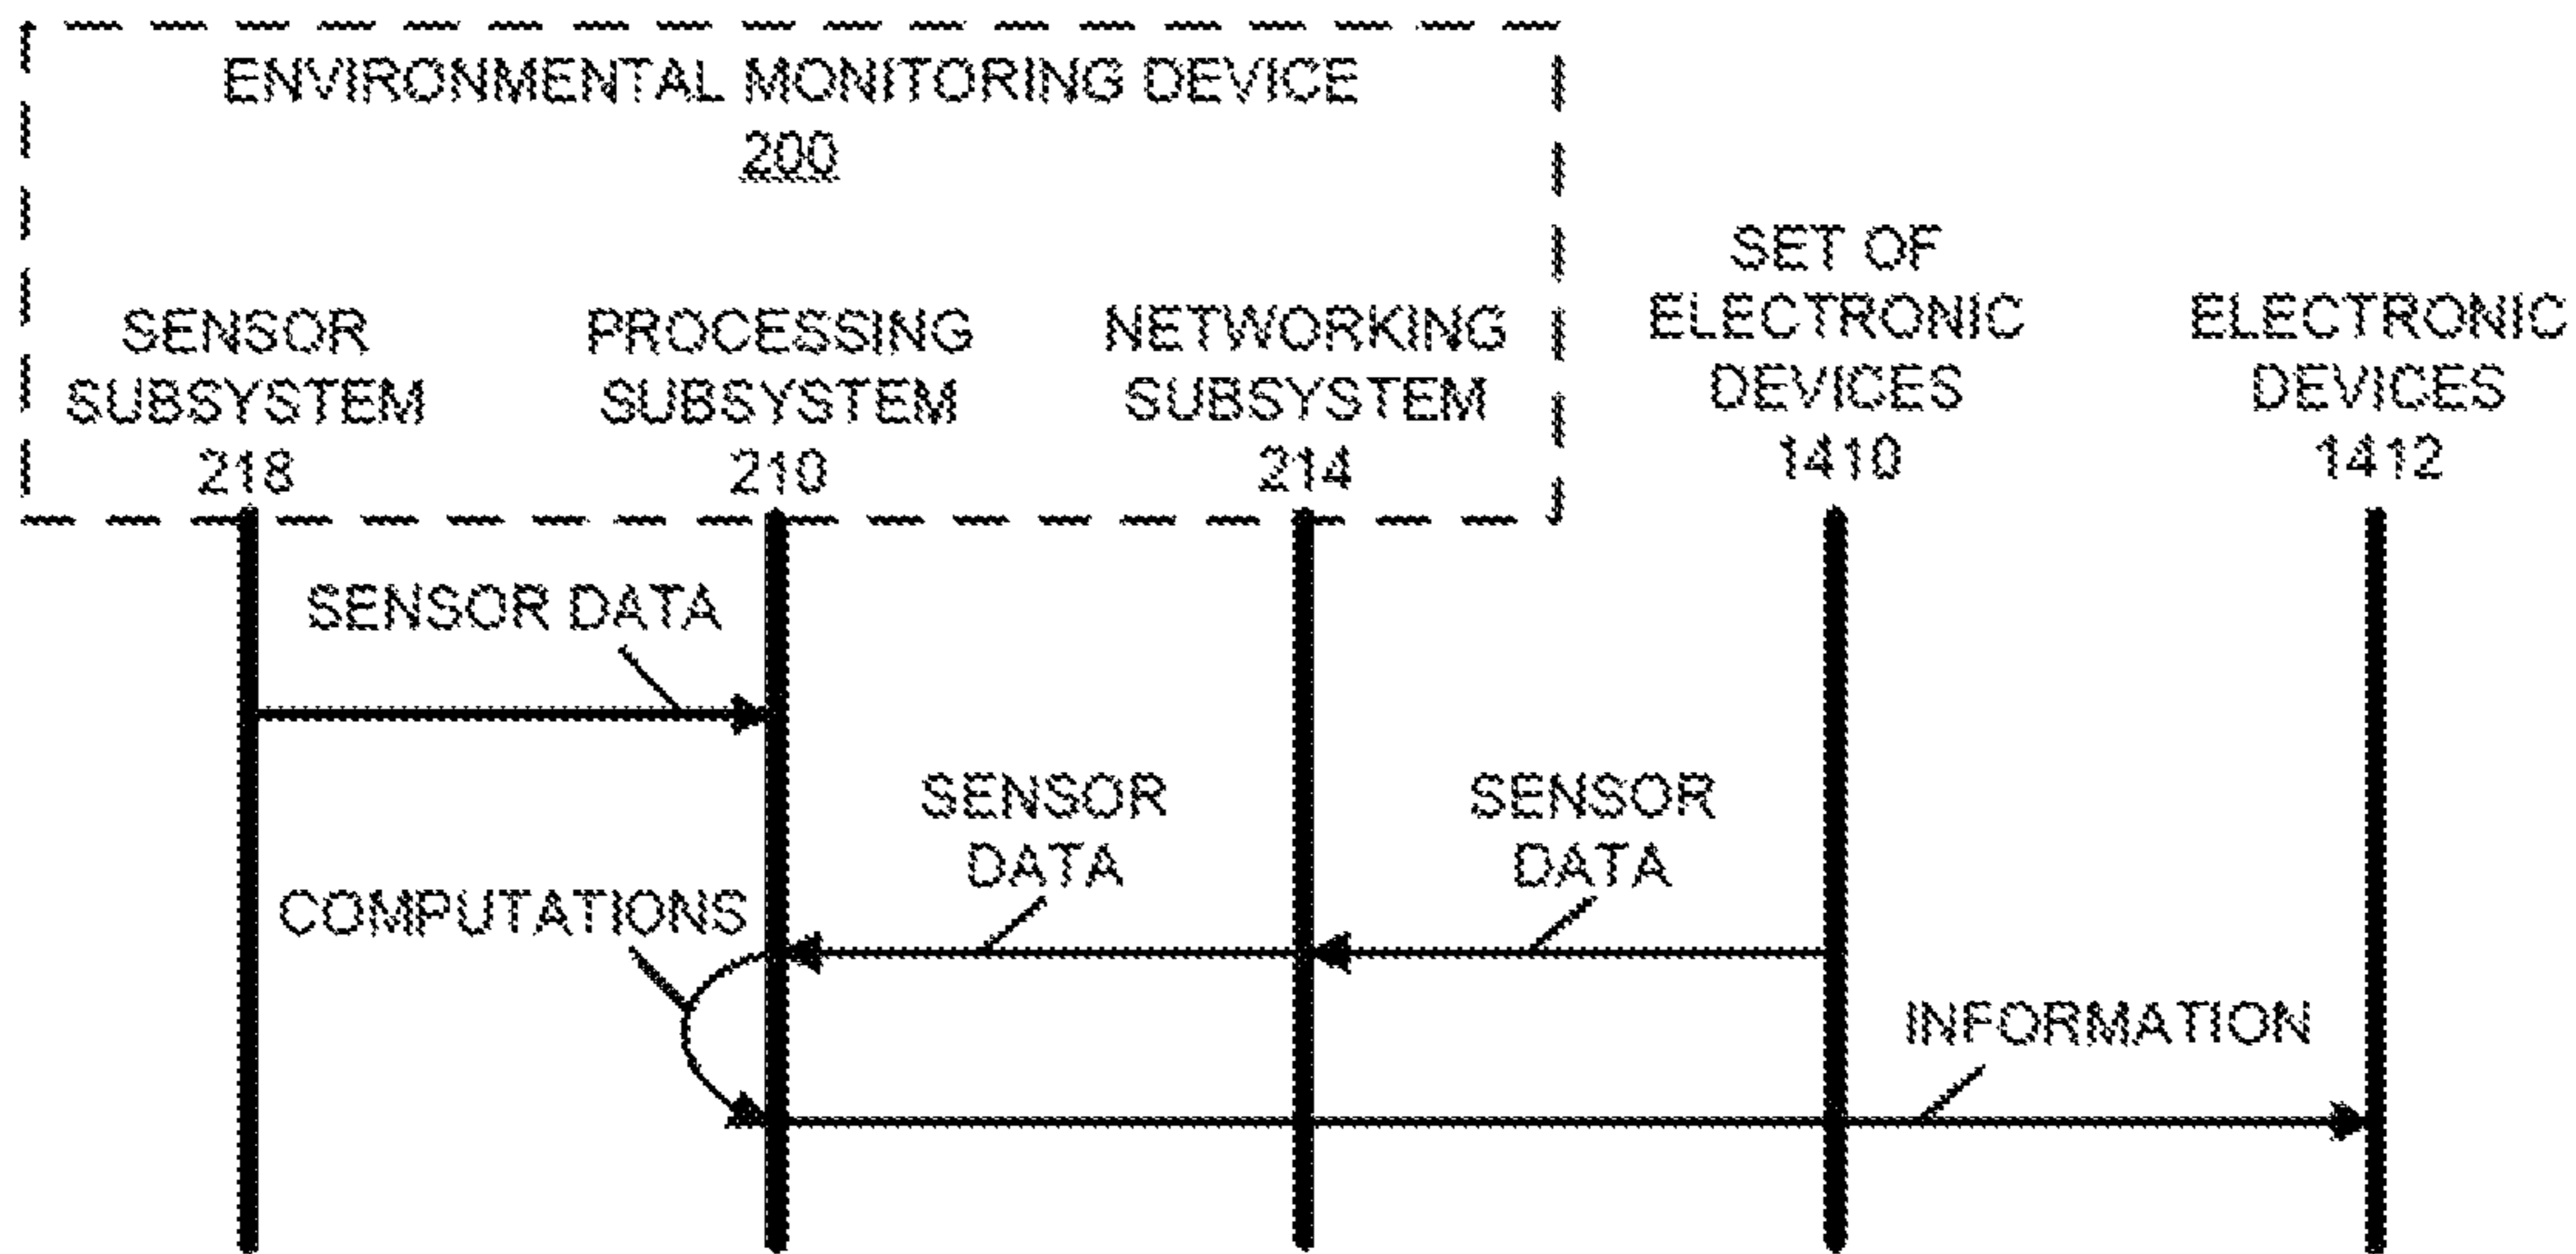 ENVIRONMENTAL MONITORING DEVICE
200
SENSOR
SUBSYSTEM
218
PROCESSING
SUBSYSTEM
210
NETWORKING
SUBSYSTEM
214
SET OF
ELECTRONIC
DEVICES
1410
ELECTRONIC
DEVICES
1412
SENSOR DATA
SENSOR
DATA
SENSOR
DATA
COMPUTATIONS
INFORMATION